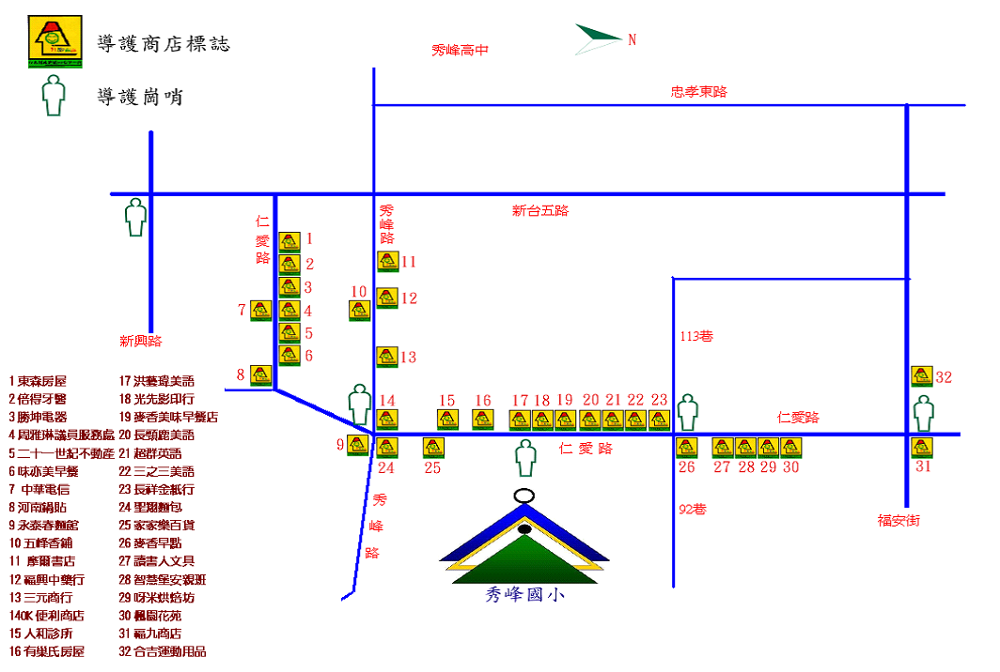 導護商店標誌
導護崗哨
秀峰高中
N
忠孝東路
新台五路
仁愛路
秀峰路
1
2
3
4
5
6
7
8
9
10
11
12
13
14
15
16
17
18
19
20
21
22
23
24
25
26
27
28
29
30
31
32
新興路
113巷
仁愛路
仁愛路
92巷
福安街
秀峰路
秀峰國小
1 東森房屋
2 倍得牙醫
3 勝坤電器
4 周雅琳議員服務處
5 二十一世紀不動產
6 味亦美早餐
7 中華電信
8 河南鍋貼
9 永泰春麵館
10 五峰香鋪
11 摩爾書店
12 福興中藥行
13 三元商行
14OK便利商店
15 人和診所
16 有巢氏房屋
17 洪藝瑋美語
18 光先影印行
19 麥香美味早餐店
20 長頸鹿美語
21 超群英語
22 三之三美語
23 長祥金紙行
24 聖翔麵包
25 家家樂百貨
26 麥香早點
27 讀書人文具
28 智慧堡安親班
29 呀米烘焙坊
30 楓園花苑
31 福九商店
32 合吉運動用品